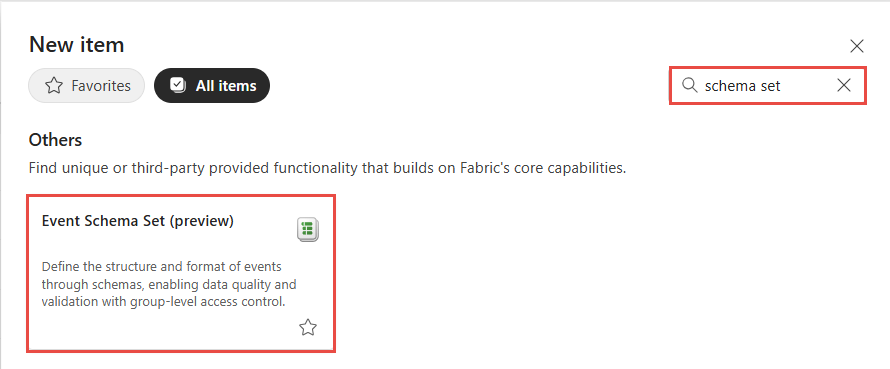 New item
Favorites
All items
schema set
Others
Find unique or third-party provided functionality that builds on Fabric's core capabilities.
Event Schema Set (preview)
Define the structure and format of events
through schemas, enabling data quality and
validation with group-level access control.